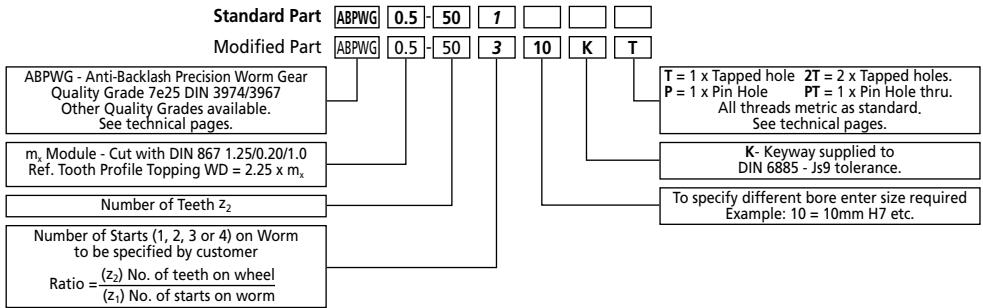 Standard Part ABPWG 0.5 - 50 1
Modified Part ABPWG 0.5 - 50 3 10 K T
ABPWG - Anti-Backlash Precision Worm Gear
Quality Grade 7e25 DIN 3974/3967
Other Quality Grades available.
See technical pages.
mx Module - Cut with DIN 867 1.25/0.20/1.0
Ref. Tooth Profile Topping WD = 2.25 x mx
Number of Teeth z2
Number of Starts (1, 2, 3 or 4) on Worm
to be specified by customer
Ratio = (z2) No. of teeth on wheel
(z1) No. of starts on worm
T = 1 x Tapped hole 2T = 2 x Tapped holes.
P = 1 x Pin Hole PT = 1 x Pin Hole thru.
All threads metric as standard.
See technical pages.
K- Keyway supplied to
DIN 6885 - Js9 tolerance.
To specify different bore enter size required
Example: 10 = 10mm H7 etc.